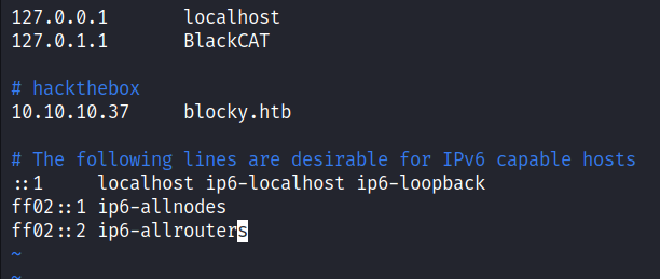 127.0.0.1 localhost
127.0.1.1 BlackCAT
# hackthebox
10.10.10.37 blocky.htb
# The following lines are desirable for IPv6 capable hosts
::1 localhost ip6-localhost ip6-loopback
ff02::1 ip6-allnodes
ff02::2 ip6-allrouters
~
~